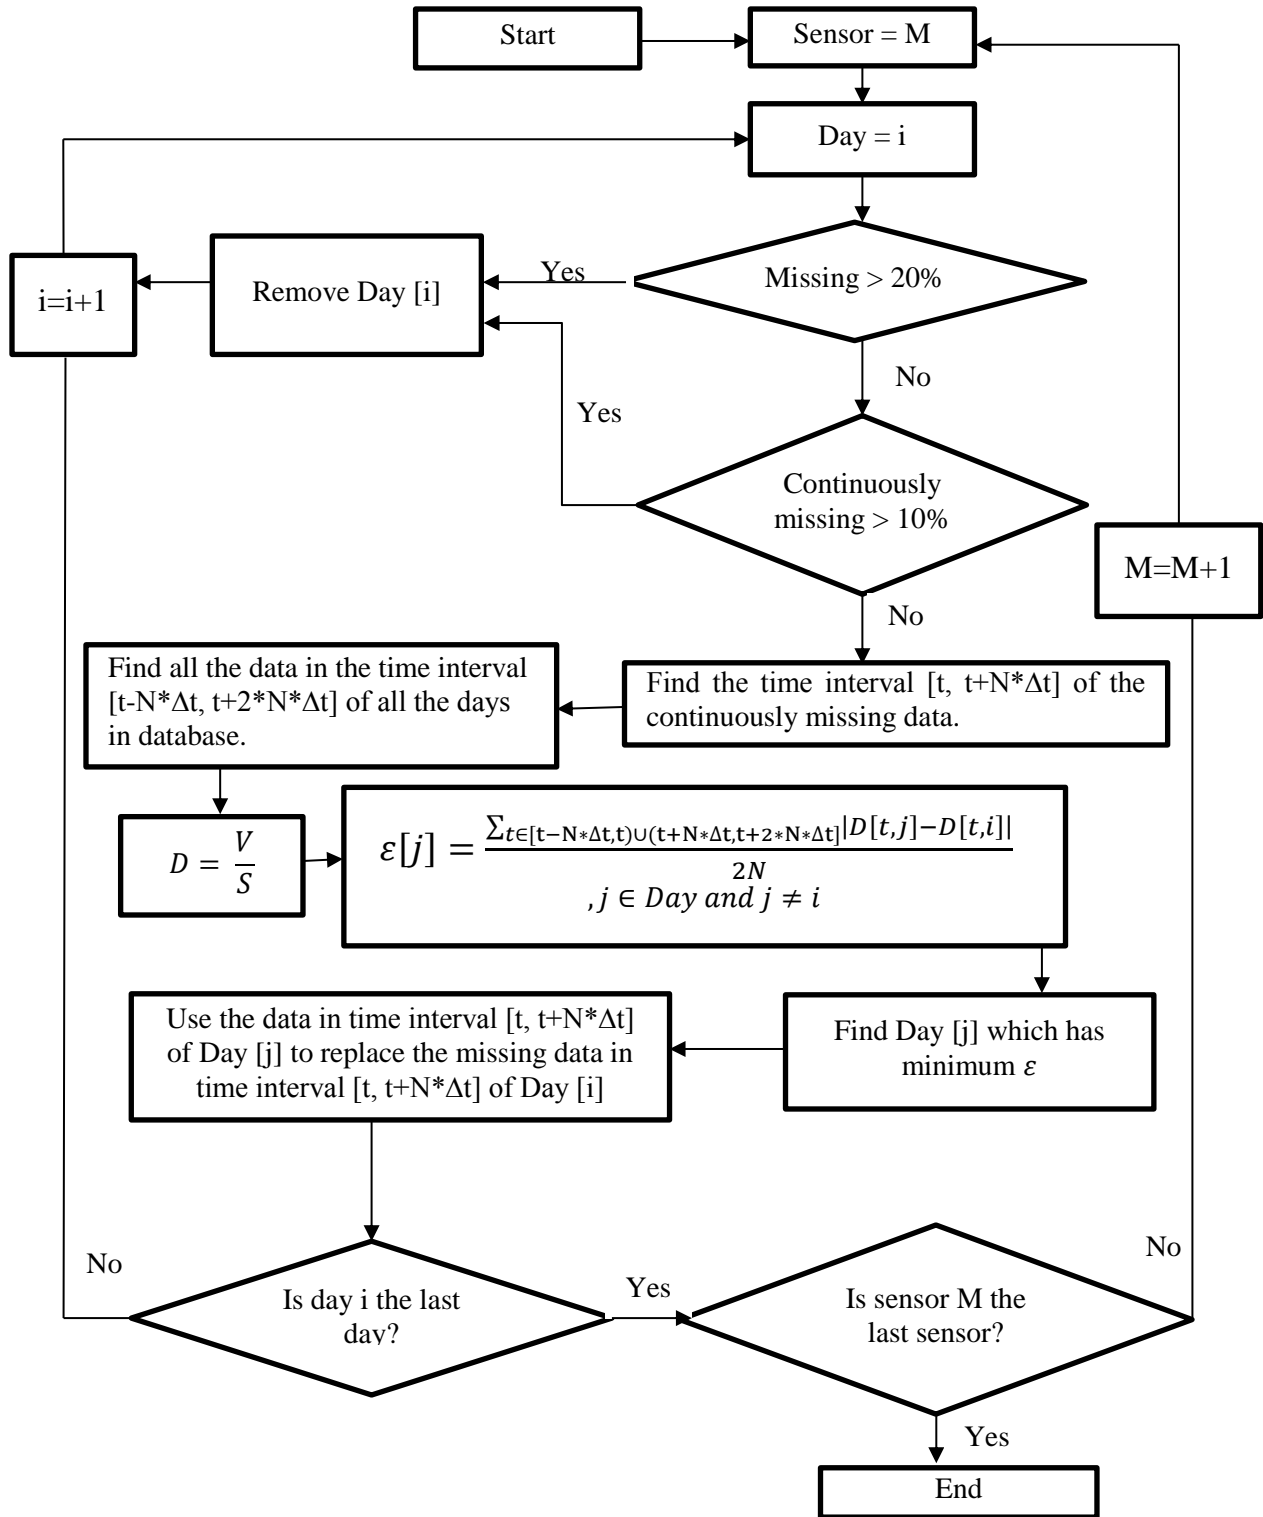 Start
Sensor = M
Day = i
Missing > 20%
Yes
Remove Day [i]
i=i+1
No
Yes
Continuously
missing > 10%
M=M+1
No
Find the time interval [t, t+N*Δt] of the
continuously missing data.
Find all the data in the time interval
[t-N*Δt, t+2*N*Δt] of all the days
in database.
D = V/S
ε[j] = ∑t∈[t−N∗Δt,t)∪(t+N∗Δt,t+2∗N∗Δt]|D[t,j]−D[t,i]| / 2N
, j ∈ Day and j ≠ i
Find Day [j] which has
minimum ε
Use the data in time interval [t, t+N*Δt]
of Day [j] to replace the missing data in
time interval [t, t+N*Δt] of Day [i]
No
Is day i the last
day?
Yes
Is sensor M the
last sensor?
No
Yes
End